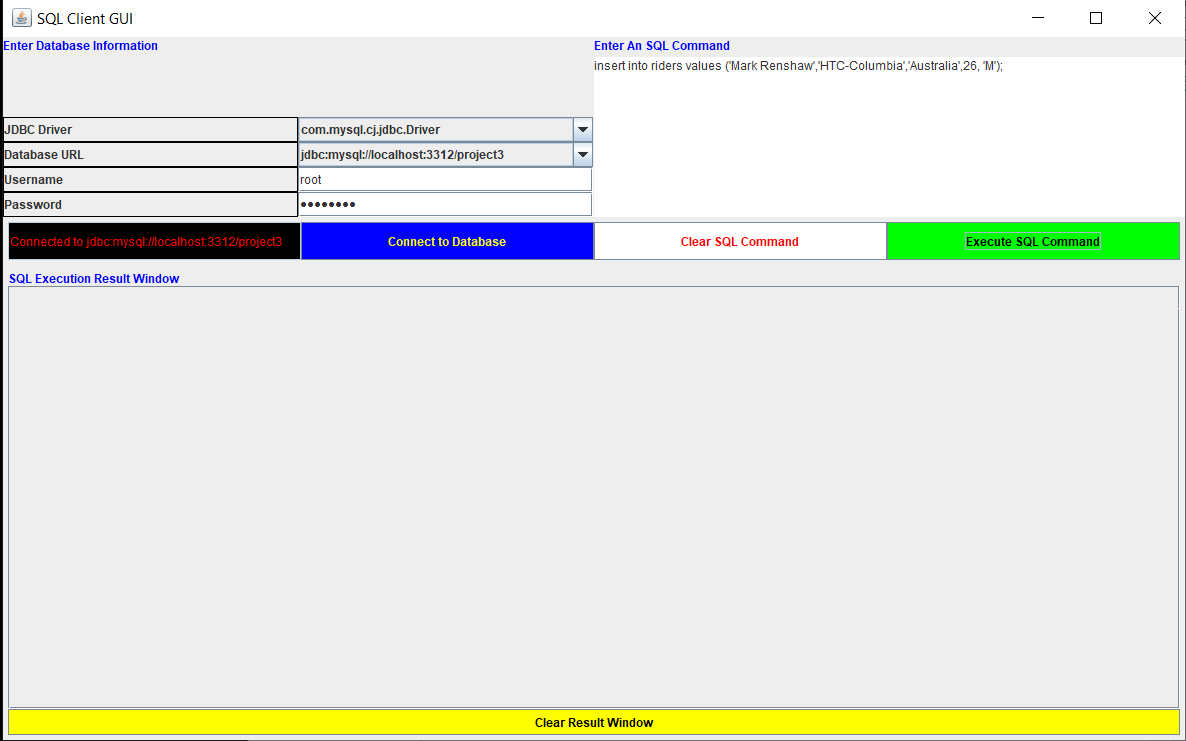 SQL Client GUI
Enter Database Information
Enter An SQL Command
insert into riders values ('Mark Renshaw','HTC-Columbia','Australia',26, 'M');
JDBC Driver
com.mysql.cj.jdbc.Driver
Database URL
jdbc:mysql://localhost:3312/project3
Username
root
Password
••••••••
Connected to jdbc:mysql://localhost:3312/project3
Connect to Database
Clear SQL Command
Execute SQL Command
SQL Execution Result Window
Clear Result Window